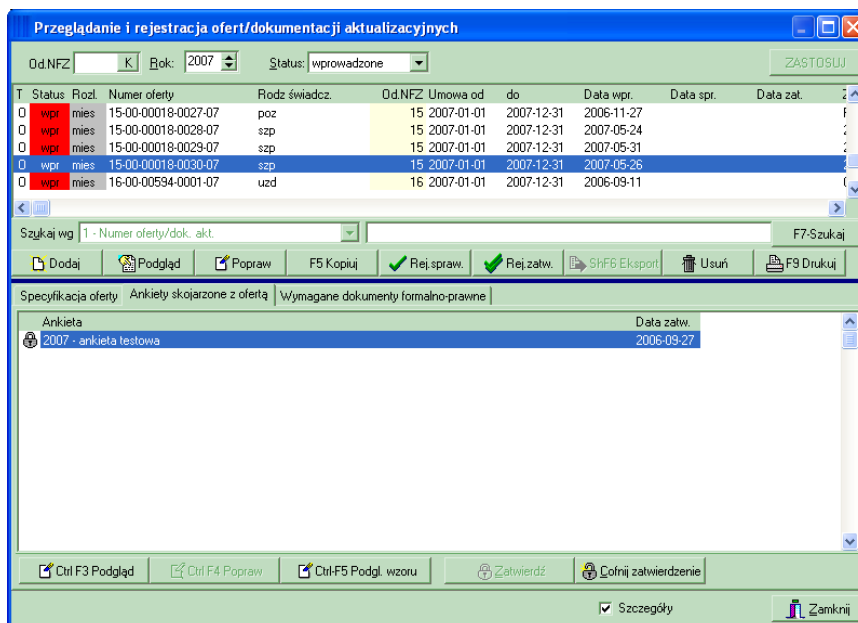 Przeglądanie i rejestracja ofert/dokumentacji aktualizacyjnych
Od.NFZ K Rok: 2007 Status: wprowadzone ZASTOSUJ
T Status Rozl. Numer oferty Rodz świadcz. Od.NFZ Umowa od do Data wpr. Data spr. Data zat.
O wpr mies 15-00-00018-0027-07 poz 15 2007-01-01 2007-12-31 2006-11-27
O wpr mies 15-00-00018-0028-07 szp 15 2007-01-01 2007-12-31 2007-05-24
O wpr mies 15-00-00018-0029-07 szp 15 2007-01-01 2007-12-31 2007-05-31
O wpr mies 15-00-00018-0030-07 szp 15 2007-01-01 2007-12-31 2007-05-26
O wpr mies 16-00-00594-0001-07 uzd 16 2007-01-01 2007-12-31 2006-09-11
Szukaj wg 1 - Numer oferty/dok. akt. F7-Szukaj
Dodaj Podgląd Popraw F5 Kopiuj Rej.spraw. Rej.zatw. ShF6 Eksport Usuń F9 Drukuj
Specyfikacja oferty Ankiety skojarzone z ofertą Wymagane dokumenty formalno-prawne
Ankieta Data zatw.
2007 - ankieta testowa 2006-09-27
Ctrl F3 Podgląd Ctrl F4 Popraw Ctrl-F5 Podgl. wzoru Zatwierdź Cofnij zatwierdzenie
Szczegóły Zamknij